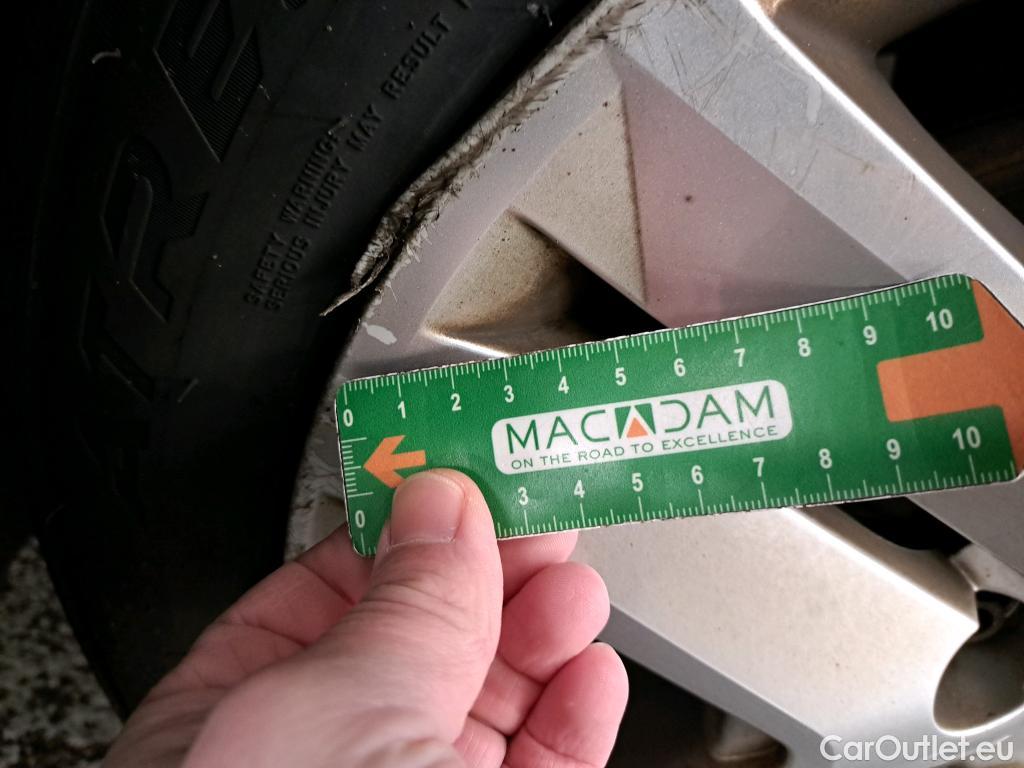 SAFETY WARNING:
SERIOUS INJURY MAY RESULT
0 1 2 3 4 5 6 7 8 9 10
MACADAM
ON THE ROAD TO EXCELLENCE
0 3 4 5 6 7 8 9 10
CarOutlet.eu